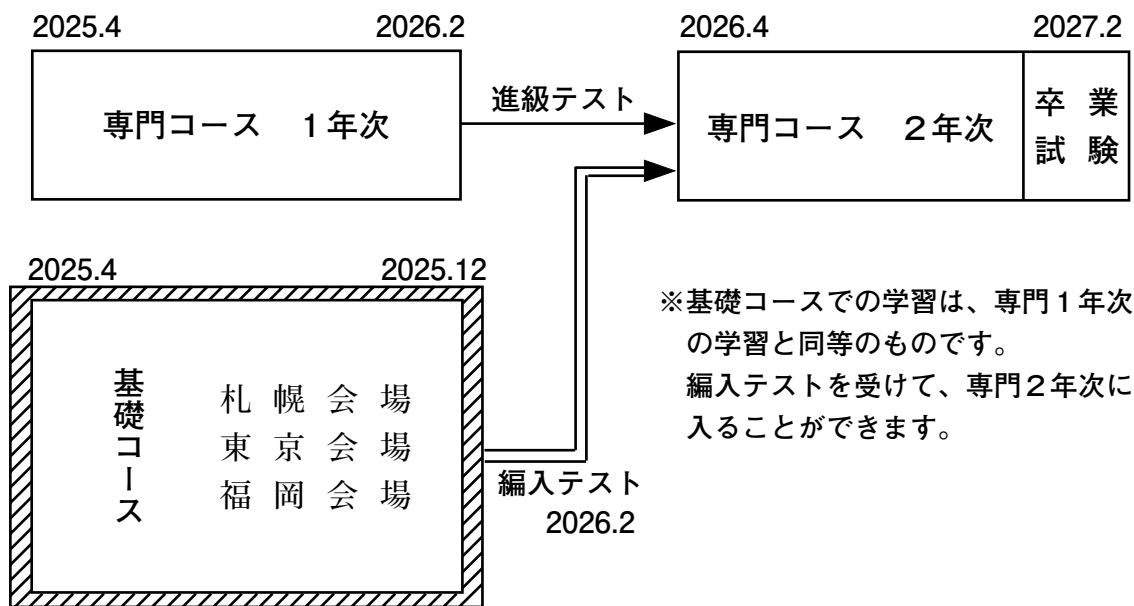 2025.4
2026.2
専門コース　1年次
進級テスト
2026.4
2027.2
専門コース　2年次
卒業
試験
2025.4
2025.12
基礎コース
札幌会場
東京会場
福岡会場
編入テスト
2026.2
※基礎コースでの学習は、専門1年次
の学習と同等のものです。
編入テストを受けて、専門2年次に
入ることができます。